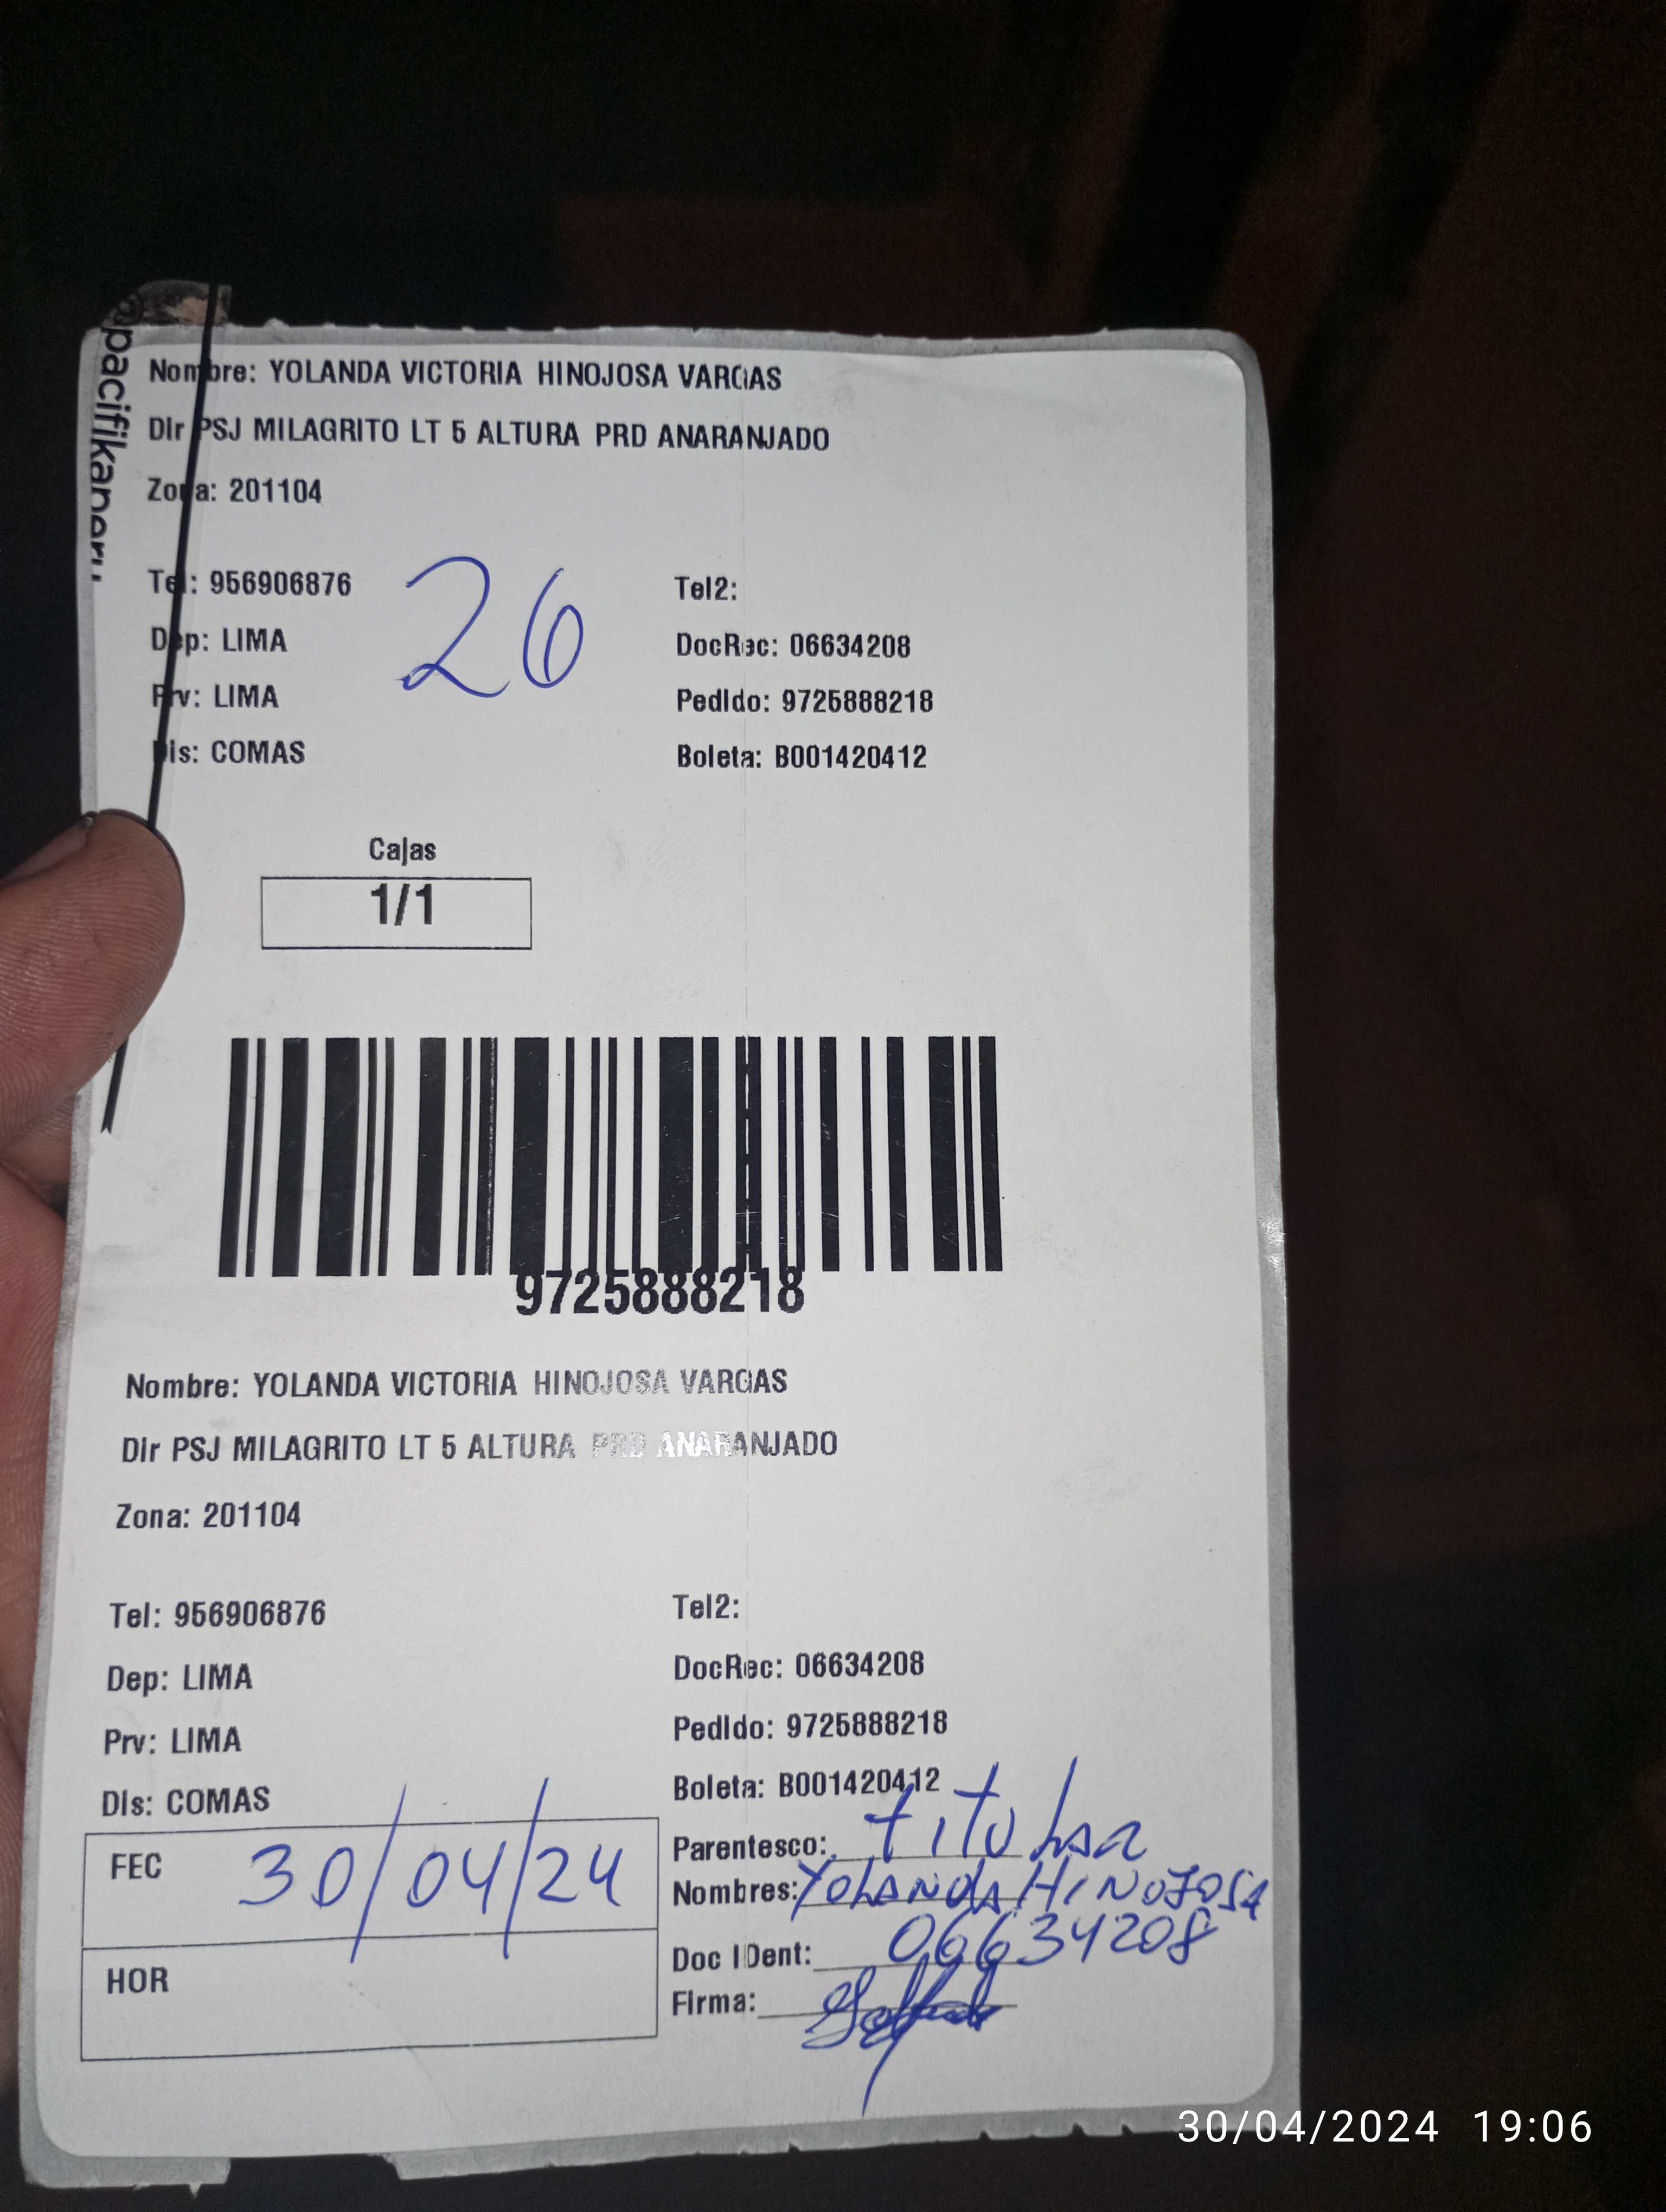 @pacifikaperu
Nombre: YOLANDA VICTORIA HINOJOSA VARGAS
Dir PSJ MILAGRITO LT 5 ALTURA PRD ANARANJADO
Zona: 201104
Tel: 956906876 26 Tel2:
Dep: LIMA DocRec: 06634208
Prv: LIMA Pedido: 9725888218
Dis: COMAS Boleta: B001420412
Cajas
1/1
9725888218
Nombre: YOLANDA VICTORIA HINOJOSA VARGAS
Dir PSJ MILAGRITO LT 5 ALTURA PRD ANARANJADO
Zona: 201104
Tel: 956906876 Tel2:
Dep: LIMA DocRec: 06634208
Prv: LIMA Pedido: 9725888218
Dis: COMAS Boleta: B001420412
FEC 30/04/24
HOR
Parentesco: titular
Nombres: YOLANDA HINOJOSA
Doc IDent: 06634208
Firma:
30/04/2024 19:06